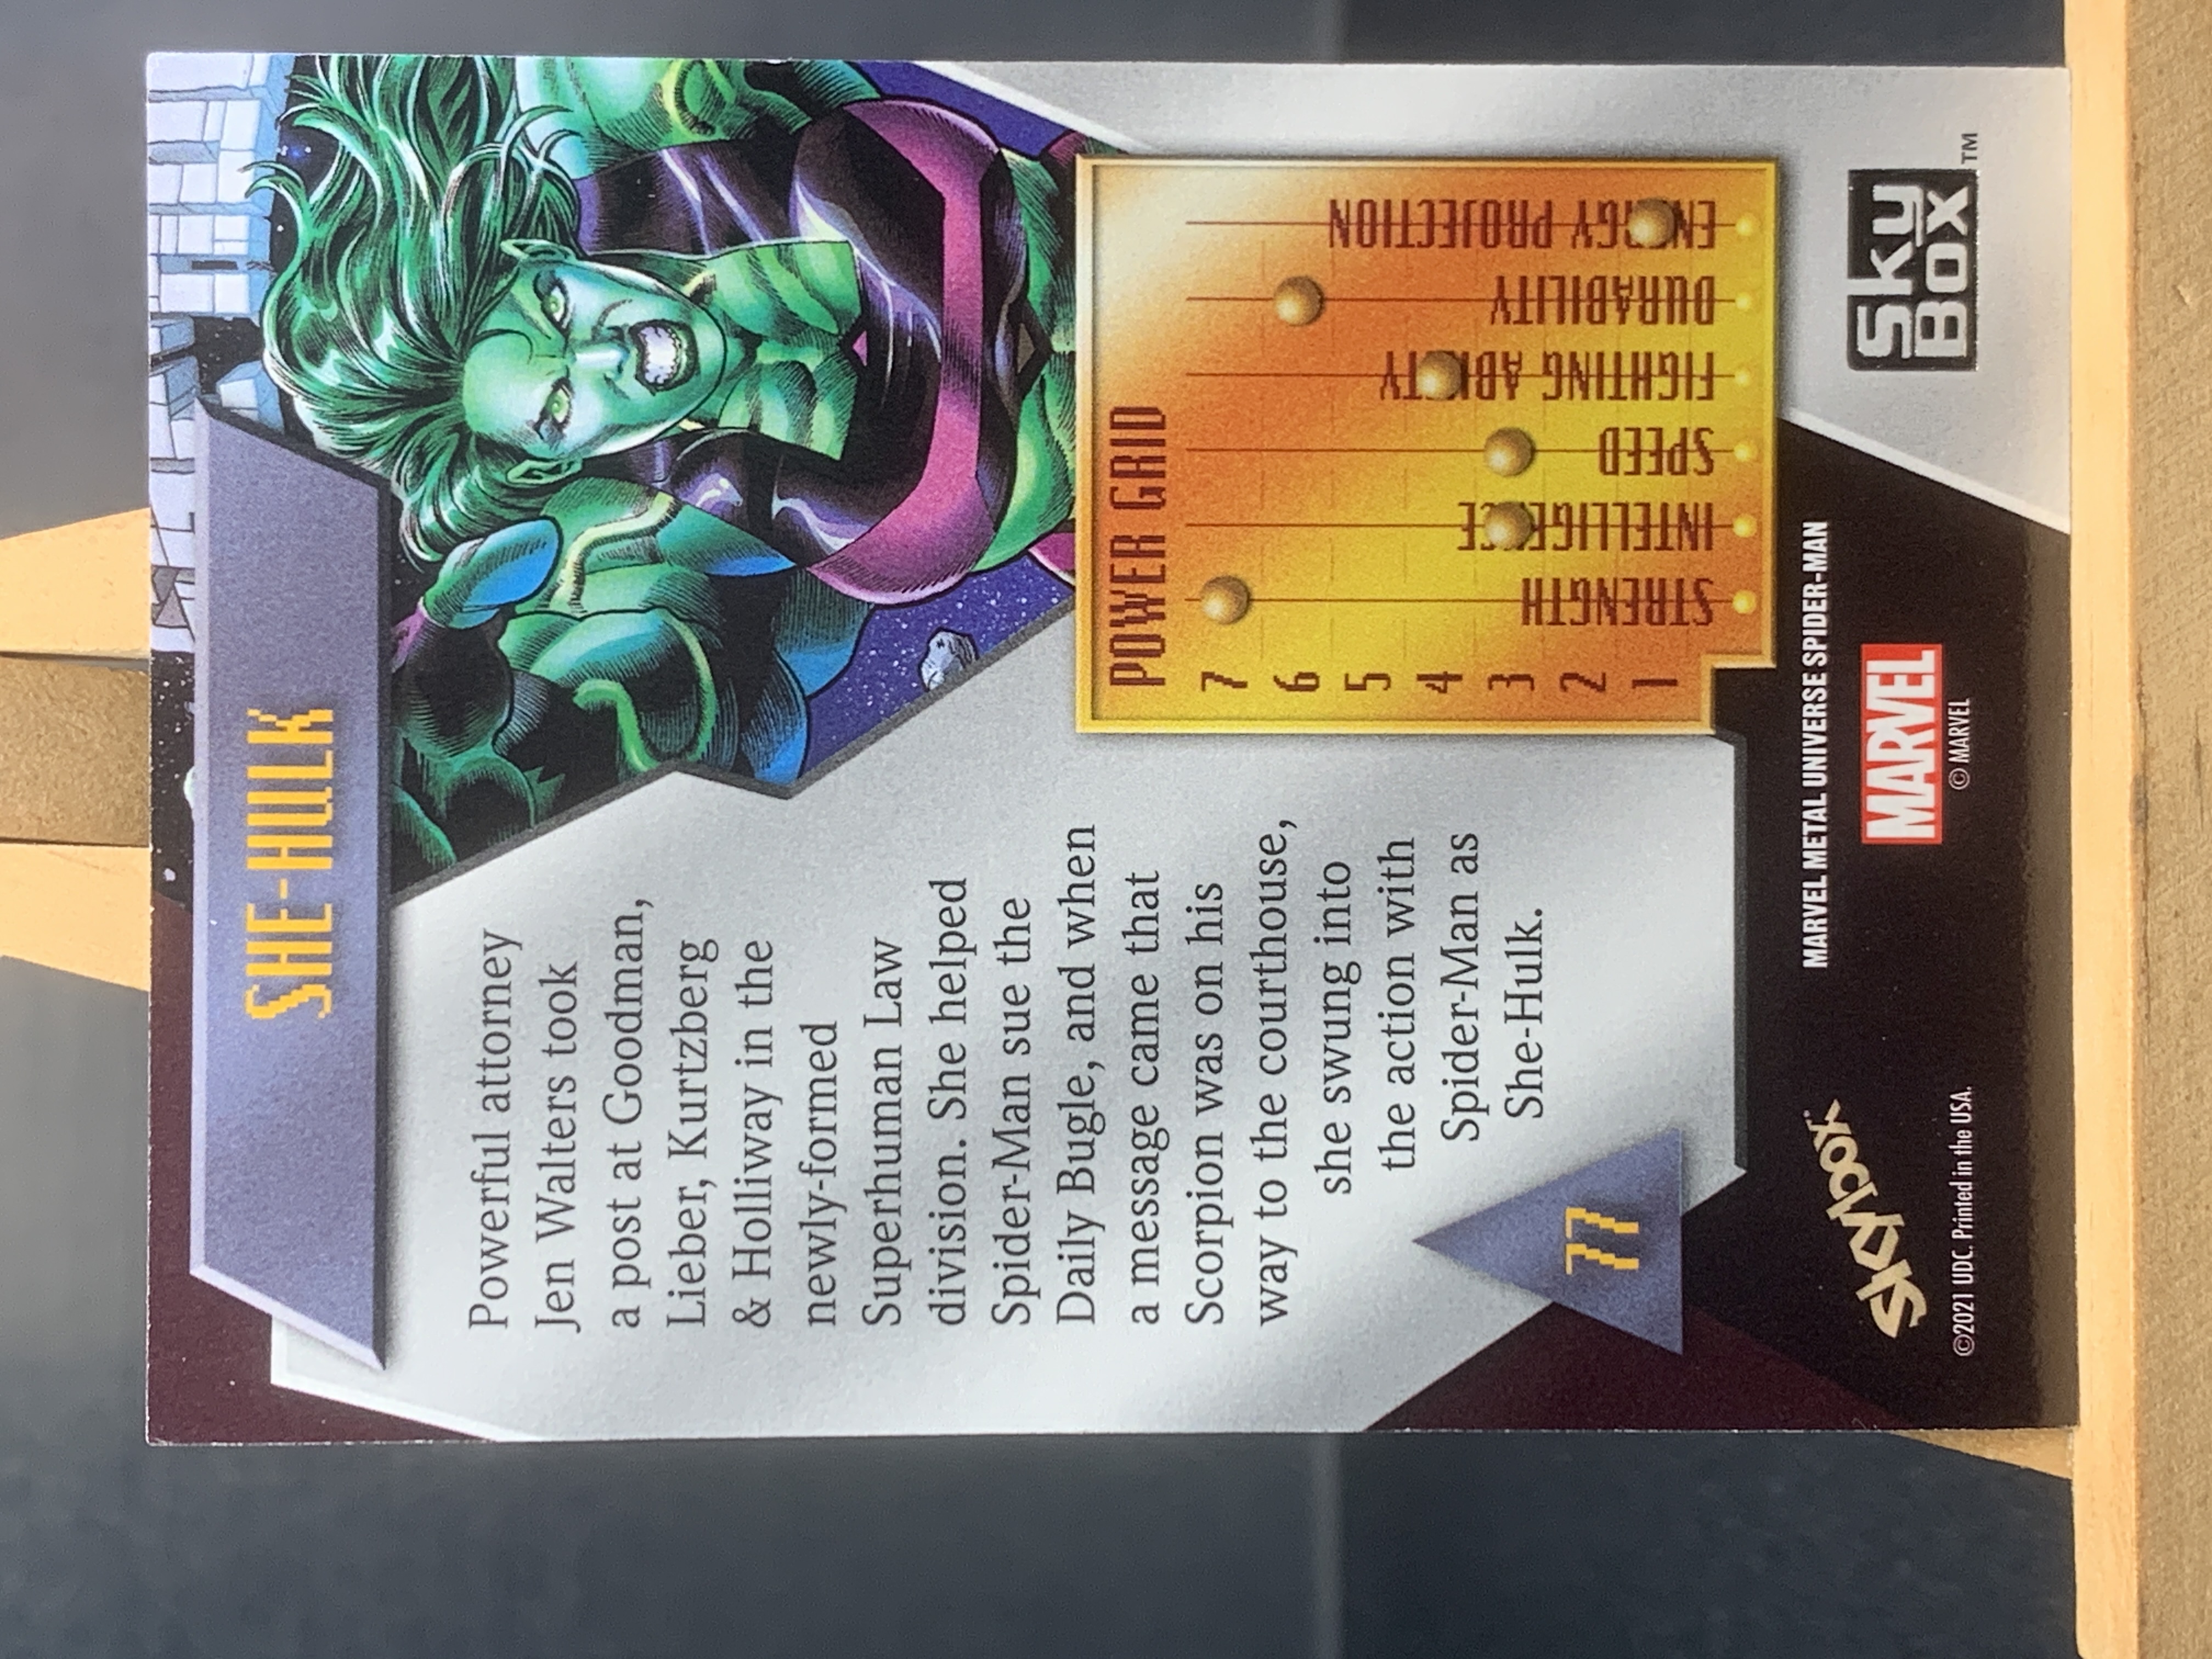 SHE-HULK
Powerful attorney
Jen Walters took
a post at Goodman,
Lieber, Kurtzberg
& Holliway in the
newly-formed
Superhuman Law
division. She helped
Spider-Man sue the
Daily Bugle, and when
a message came that
Scorpion was on his
way to the courthouse,
she swung into
the action with
Spider-Man as
She-Hulk.
77
POWER GRID
7
6
5
4
3
2
1
STRENGTH
INTELLIGENCE
SPEED
FIGHTING ABILITY
DURABILITY
ENERGY PROJECTION
MARVEL METAL UNIVERSE SPIDER-MAN
SKYBOX
©2021 UDC. Printed in the USA.
MARVEL
© MARVEL
SkyBox™